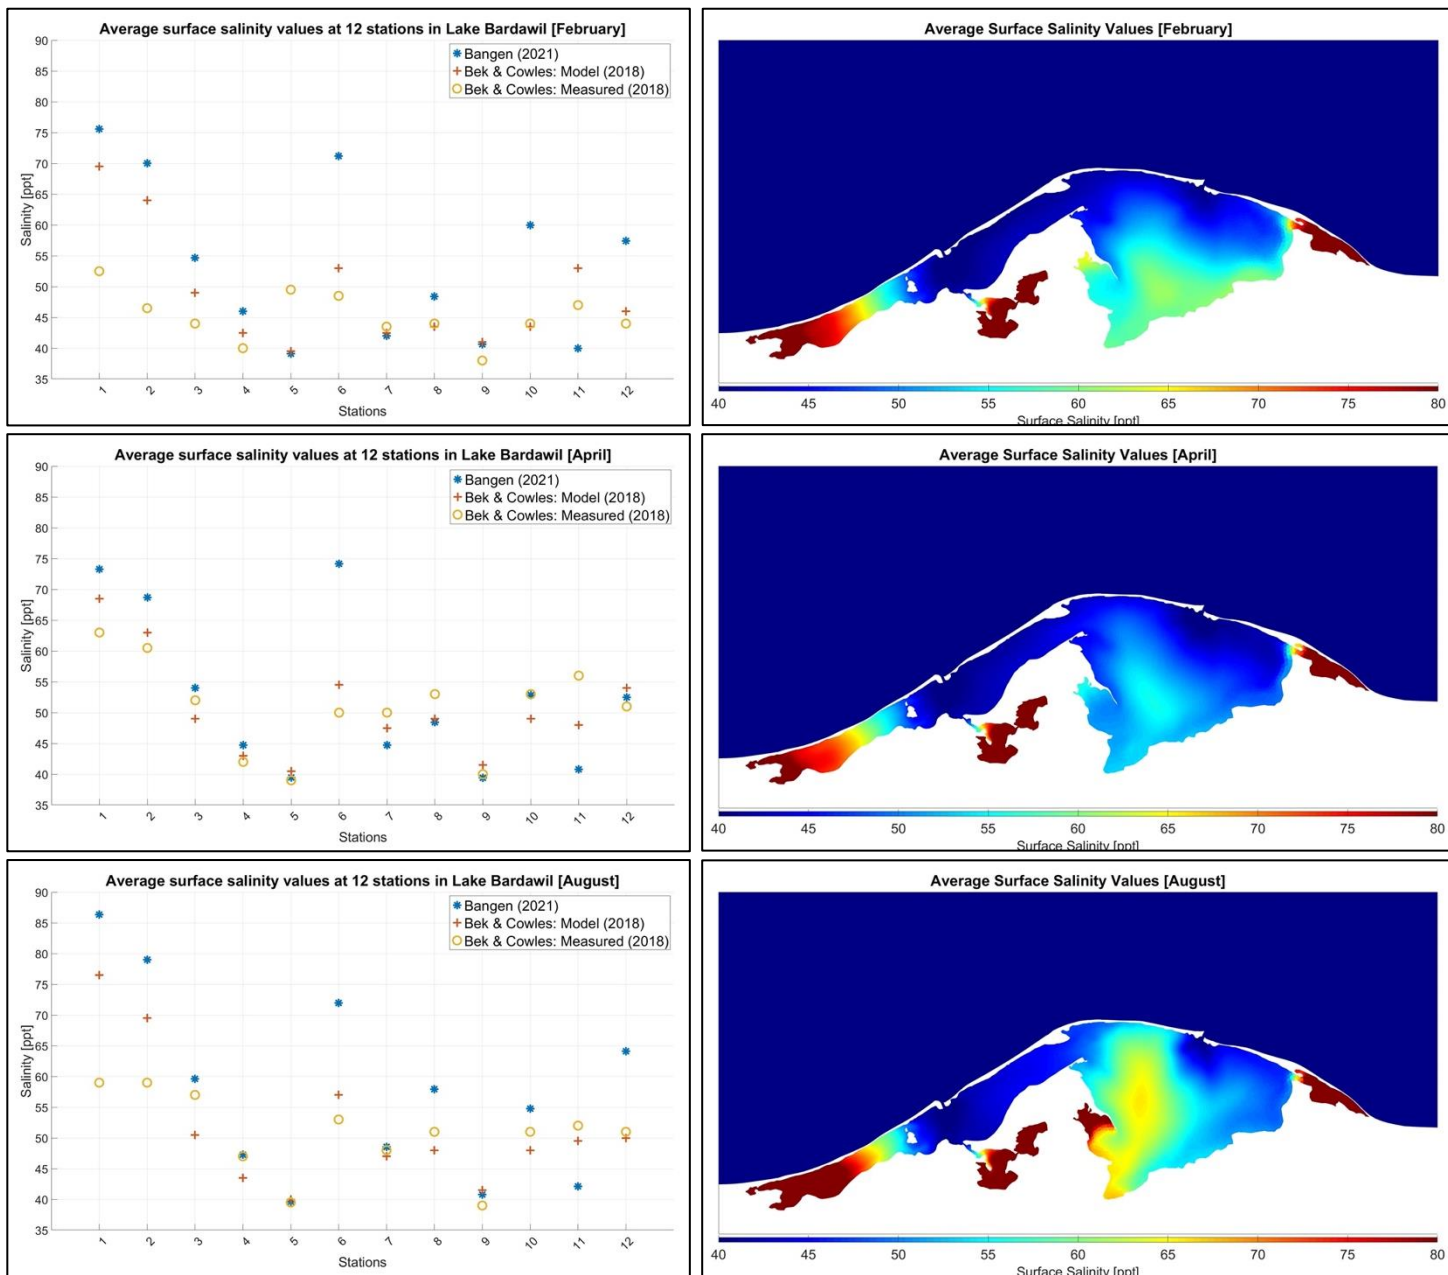 Average surface salinity values at 12 stations in Lake Bardawil [February]
Bangen (2021)
Bek & Cowles: Model (2018)
Bek & Cowles: Measured (2018)
90
85
80
75
70
65
60
55
50
45
40
35
Salinity [ppt]
1 2 3 4 5 6 7 8 9 10 11 12
Stations
Average Surface Salinity Values [February]
40 45 50 55 60 65 70 75 80
Surface Salinity [ppt]
Average surface salinity values at 12 stations in Lake Bardawil [April]
Bangen (2021)
Bek & Cowles: Model (2018)
Bek & Cowles: Measured (2018)
90
85
80
75
70
65
60
55
50
45
40
35
Salinity [ppt]
1 2 3 4 5 6 7 8 9 10 11 12
Stations
Average Surface Salinity Values [April]
40 45 50 55 60 65 70 75 80
Surface Salinity [ppt]
Average surface salinity values at 12 stations in Lake Bardawil [August]
Bangen (2021)
Bek & Cowles: Model (2018)
Bek & Cowles: Measured (2018)
90
85
80
75
70
65
60
55
50
45
40
35
Salinity [ppt]
1 2 3 4 5 6 7 8 9 10 11 12
Stations
Average Surface Salinity Values [August]
40 45 50 55 60 65 70 75 80
Surface Salinity [ppt]